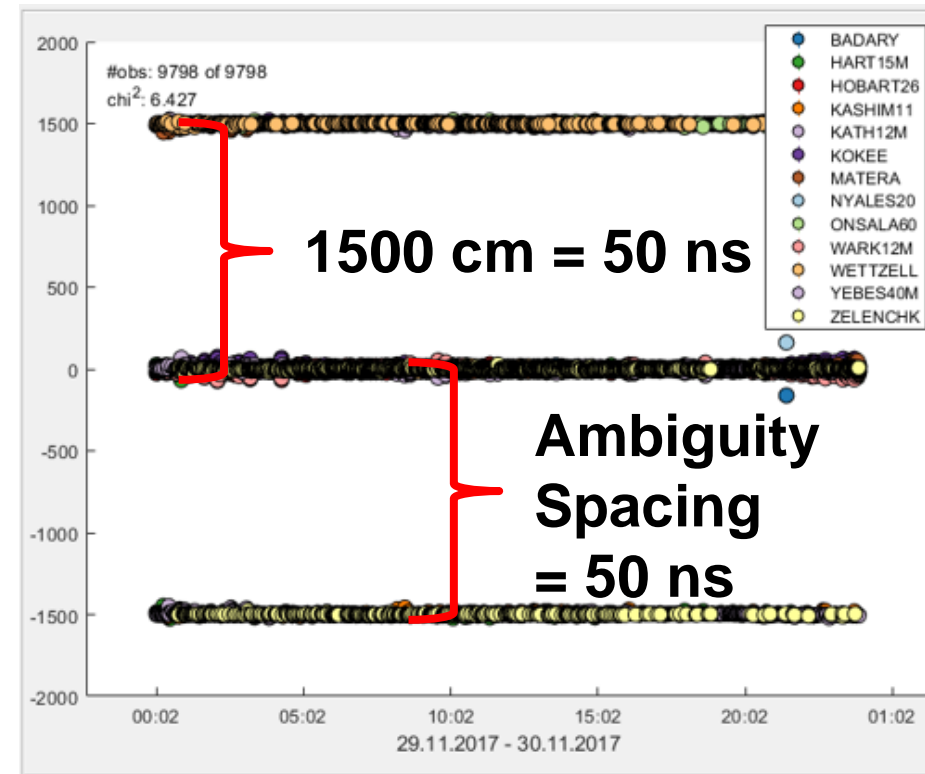 2000
#obs: 9798 of 9798
chi²: 6.427
1500
1000
500
0
-500
-1000
-1500
-2000
1500 cm = 50 ns
Ambiguity
Spacing
= 50 ns
BADARY
HART15M
HOBART26
KASHIM11
KATH12M
KOKEE
MATERA
NYALES20
ONSALA60
WARK12M
WETTZELL
YEBES40M
ZELENCHK
00:02 05:02 10:02 15:02 20:02 01:02
29.11.2017 - 30.11.2017